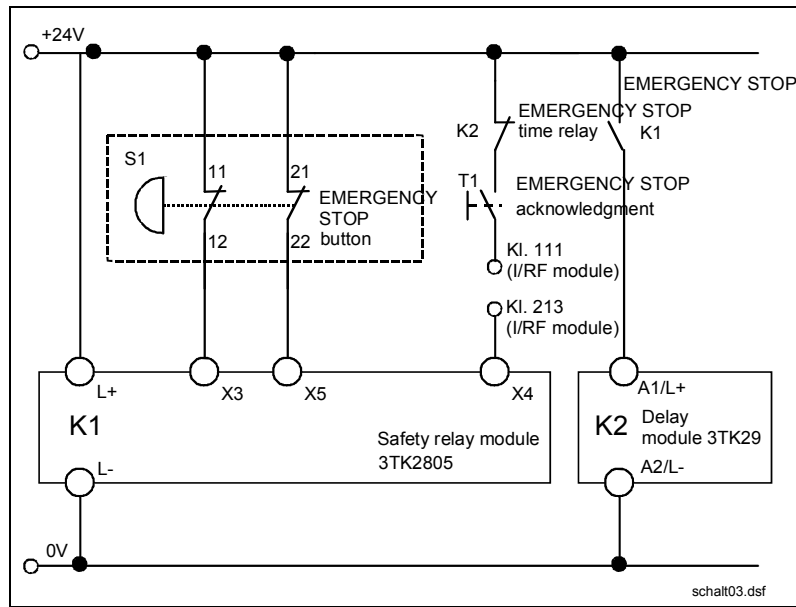 +24V
EMERGENCY STOP
EMERGENCY STOP
K2 time relay K1
S1
11 21
T1 EMERGENCY STOP
acknowledgment
EMERGENCY
STOP
button
12 22
Kl. 111
(I/RF module)
Kl. 213
(I/RF module)
L+ X3 X5 X4 A1/L+
K1
Safety relay module
3TK2805
K2 Delay
module 3TK29
L- A2/L-
0V
schalt03.dsf